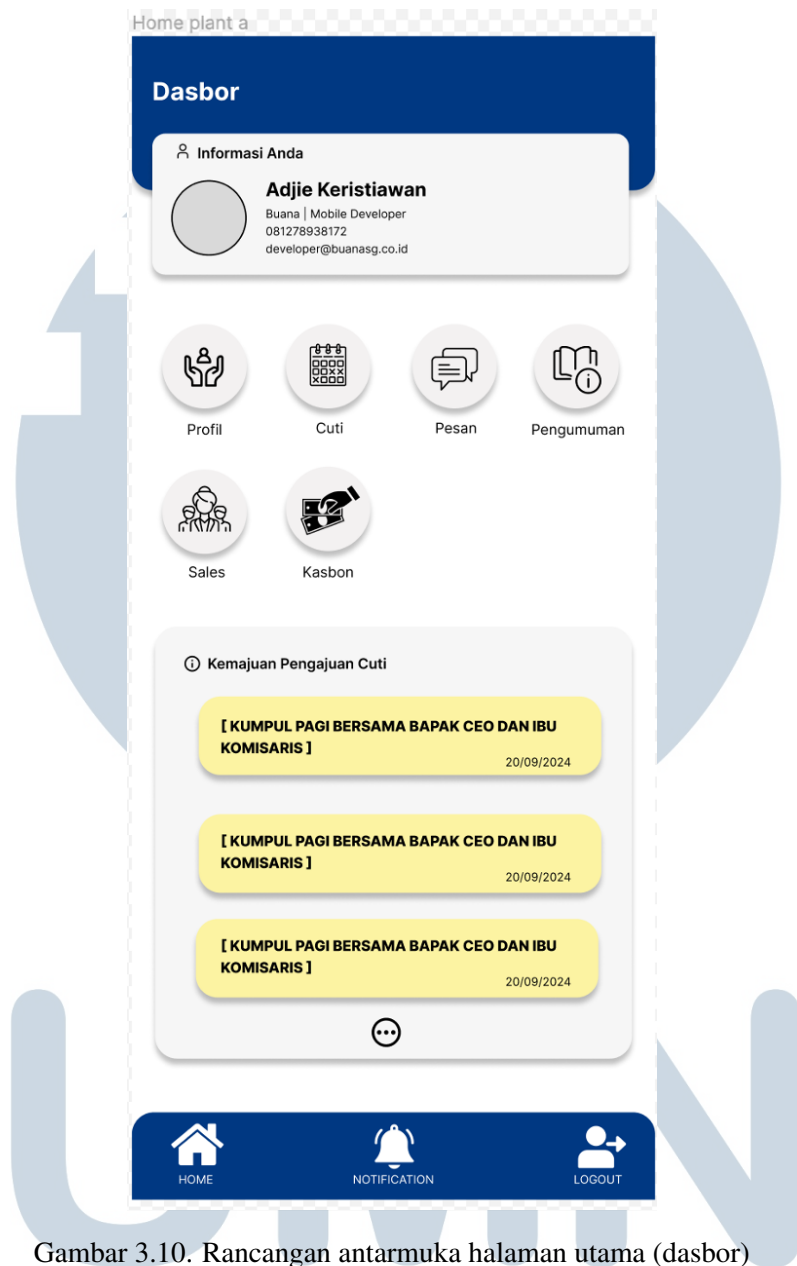 Home plant a
Dasbor
Informasi Anda
Adjie Keristiawan
Buana | Mobile Developer
081278938172
developer@buanasg.co.id
Profil
Cuti
Pesan
Pengumuman
Sales
Kasbon
Kemajuan Pengajuan Cuti
[ KUMPUL PAGI BERSAMA BAPAK CEO DAN IBU
KOMISARIS ]
20/09/2024
[ KUMPUL PAGI BERSAMA BAPAK CEO DAN IBU
KOMISARIS ]
20/09/2024
[ KUMPUL PAGI BERSAMA BAPAK CEO DAN IBU
KOMISARIS ]
20/09/2024
HOME
NOTIFICATION
LOGOUT
UMN
Gambar 3.10. Rancangan antarmuka halaman utama (dasbor)